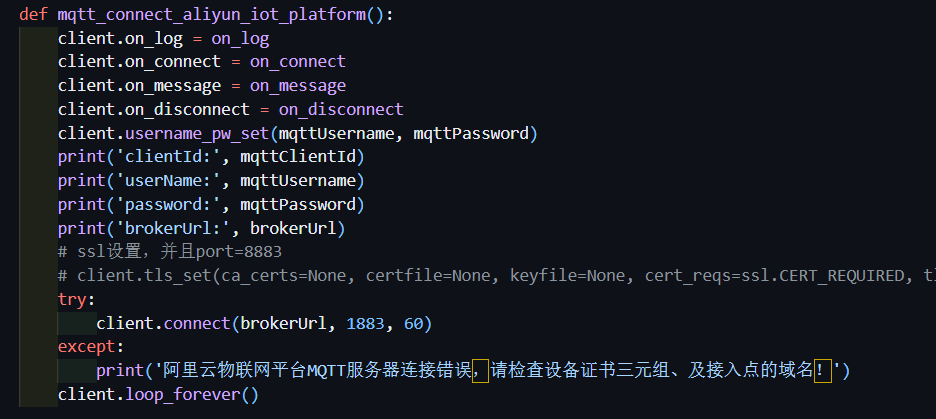 def mqtt_connect_aliyun_iot_platform():
    client.on_log = on_log
    client.on_connect = on_connect
    client.on_message = on_message
    client.on_disconnect = on_disconnect
    client.username_pw_set(mqttUsername, mqttPassword)
    print('clientId:', mqttClientId)
    print('userName:', mqttUsername)
    print('password:', mqttPassword)
    print('brokerUrl:', brokerUrl)
    # ssl设置，并且port=8883
    # client.tls_set(ca_certs=None, certfile=None, keyfile=None, cert_reqs=ssl.CERT_REQUIRED,
    try:
        client.connect(brokerUrl, 1883, 60)
    except:
        print('阿里云物联网平台MQTT服务器连接错误，请检查设备证书三元组、及接入点的域名！')
    client.loop_forever()